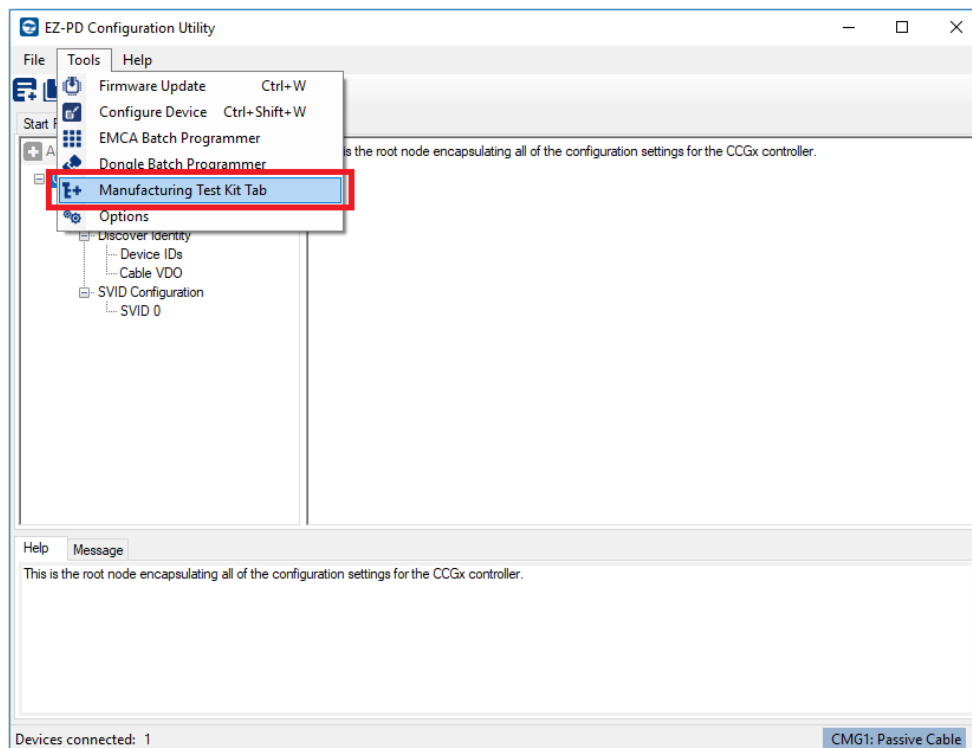 EZ-PD Configuration Utility
File Tools Help
Firmware Update Ctrl+W
Configure Device Ctrl+Shift+W
EMCA Batch Programmer
Dongle Batch Programmer
Manufacturing Test Kit Tab
Options
Start
is the root node encapsulating all of the configuration settings for the CCGx controller.
Discover Identity
Device IDs
Cable VDO
SVID Configuration
SVID 0
Help Message
This is the root node encapsulating all of the configuration settings for the CCGx controller.
Devices connected: 1 CMG1: Passive Cable